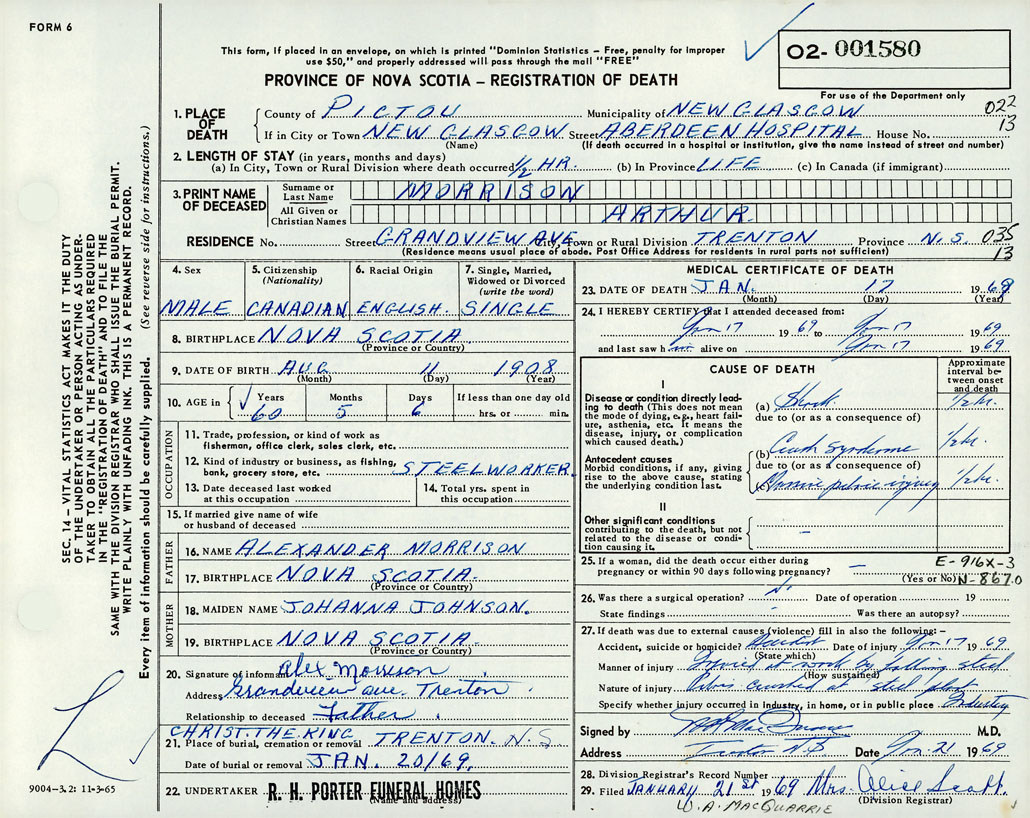 FORM 6
This form, if placed in an envelope, on which is printed "Dominion Statistics – Free, penalty for improper
use $50," and properly addressed will pass through the mail "FREE"
02- 001580
PROVINCE OF NOVA SCOTIA – REGISTRATION OF DEATH
For use of the Department only
1. PLACE OF DEATH
County of PICTOU Municipality of NEW GLASGOW 022
If in City or Town NEW GLASGOW Street ABERDEEN HOSPITAL House No. 13
(Name) (If death occurred in a hospital or institution, give the name instead of street and number)
2. LENGTH OF STAY (in years, months and days)
(a) In City, Town or Rural Division where death occurred 1/2 HR. (b) In Province LIFE (c) In Canada (if immigrant)
3. PRINT NAME OF DECEASED
Surname or Last Name MORRISON
All Given or Christian Names ARTHUR
RESIDENCE No. Street GRANDVIEW AVE City, Town or Rural Division TRENTON Province N.S. 035
(Residence means usual place of abode. Post Office Address for residents in rural parts not sufficient) 13
4. Sex
MALE
5. Citizenship (Nationality)
CANADIAN
6. Racial Origin
ENGLISH
7. Single, Married, Widowed or Divorced (write the word)
SINGLE
8. BIRTHPLACE NOVA SCOTIA
(Province or Country)
9. DATE OF BIRTH AUG 11 1908
(Month) (Day) (Year)
10. AGE in Years Months Days If less than one day old
60 5 6 hrs. or min.
OCCUPATION
11. Trade, profession, or kind of work as
fisherman, office clerk, sales clerk, etc.
12. Kind of industry or business, as fishing,
bank, grocery store, etc. STEELWORKER
13. Date deceased last worked
at this occupation
14. Total yrs. spent in
this occupation
15. If married give name of wife
or husband of deceased
FATHER
16. NAME ALEXANDER MORRISON
17. BIRTHPLACE NOVA SCOTIA.
(Province or Country)
MOTHER
18. MAIDEN NAME JOHANNA JOHNSON.
19. BIRTHPLACE NOVA SCOTIA.
(Province or Country)
20. Signature of informant Alex Morrison
Address Grandview ave. Trenton
Relationship to deceased Father
CHRIST THE KING
21. Place of burial, cremation or removal TRENTON. N.S
Date of burial or removal JAN. 20/69.
22. UNDERTAKER R. H. PORTER FUNERAL HOMES
(Name and address)
MEDICAL CERTIFICATE OF DEATH
23. DATE OF DEATH JAN. 17 1969
(Month) (Day) (Year)
24. I HEREBY CERTIFY that I attended deceased from:
Jan 17 1969 to Jan 17 1969
and last saw him alive on Jan 17 1969.
CAUSE OF DEATH
Approximate interval between onset and death
I
Disease or condition directly leading to death (This does not mean the mode of dying, e.g., heart failure, asthenia, etc. It means the disease, injury, or complication which caused death.)
(a) Shock 1/2 hr.
due to (or as a consequence of)
Antecedent causes
Morbid conditions, if any, giving rise to the above cause, stating the underlying condition last.
(b) Crush Syndrome 1/2 hr.
due to (or as a consequence of)
(c) Massive pelvic injury 1/2 hr.
II
Other significant conditions
contributing to the death, but not related to the disease or condition causing it.
–
25. If a woman, did the death occur either during
pregnancy or within 90 days following pregnancy? –
(Yes or No)
E-916X-3
N-867.0
26. Was there a surgical operation? Date of operation 19
State findings – Was there an autopsy?
27. If death was due to external causes (violence) fill in also the following: –
Accident, suicide or homicide? Accident Date of injury Jan 17 1969
(State which)
Manner of injury Injuries at work by falling steel
(How sustained)
Nature of injury Pelvis crushed at steel plant
Specify whether injury occurred in Industry, in home, or in public place Industry
Signed by M.D.
Address Trenton N.S Date Jan. 21 1969
28. Division Registrar's Record Number
29. Filed JANUARY 21st 1969 Mrs. Alice Scott.
(Division Registrar)
W. A. MACQUARRIE
SEC. 14 – VITAL STATISTICS ACT MAKES IT THE DUTY
OF THE UNDERTAKER OR PERSON ACTING AS UNDER-
TAKER TO OBTAIN ALL THE PARTICULARS REQUIRED
IN THE "REGISTRATION OF DEATH" AND TO FILE THE
SAME WITH THE DIVISION REGISTRAR WHO SHALL ISSUE THE BURIAL PERMIT.
WRITE PLAINLY WITH UNFADING INK. THIS IS A PERMANENT RECORD.
Every item of information should be carefully supplied. (See reverse side for instructions.)
9004–3.2: 11-3-65